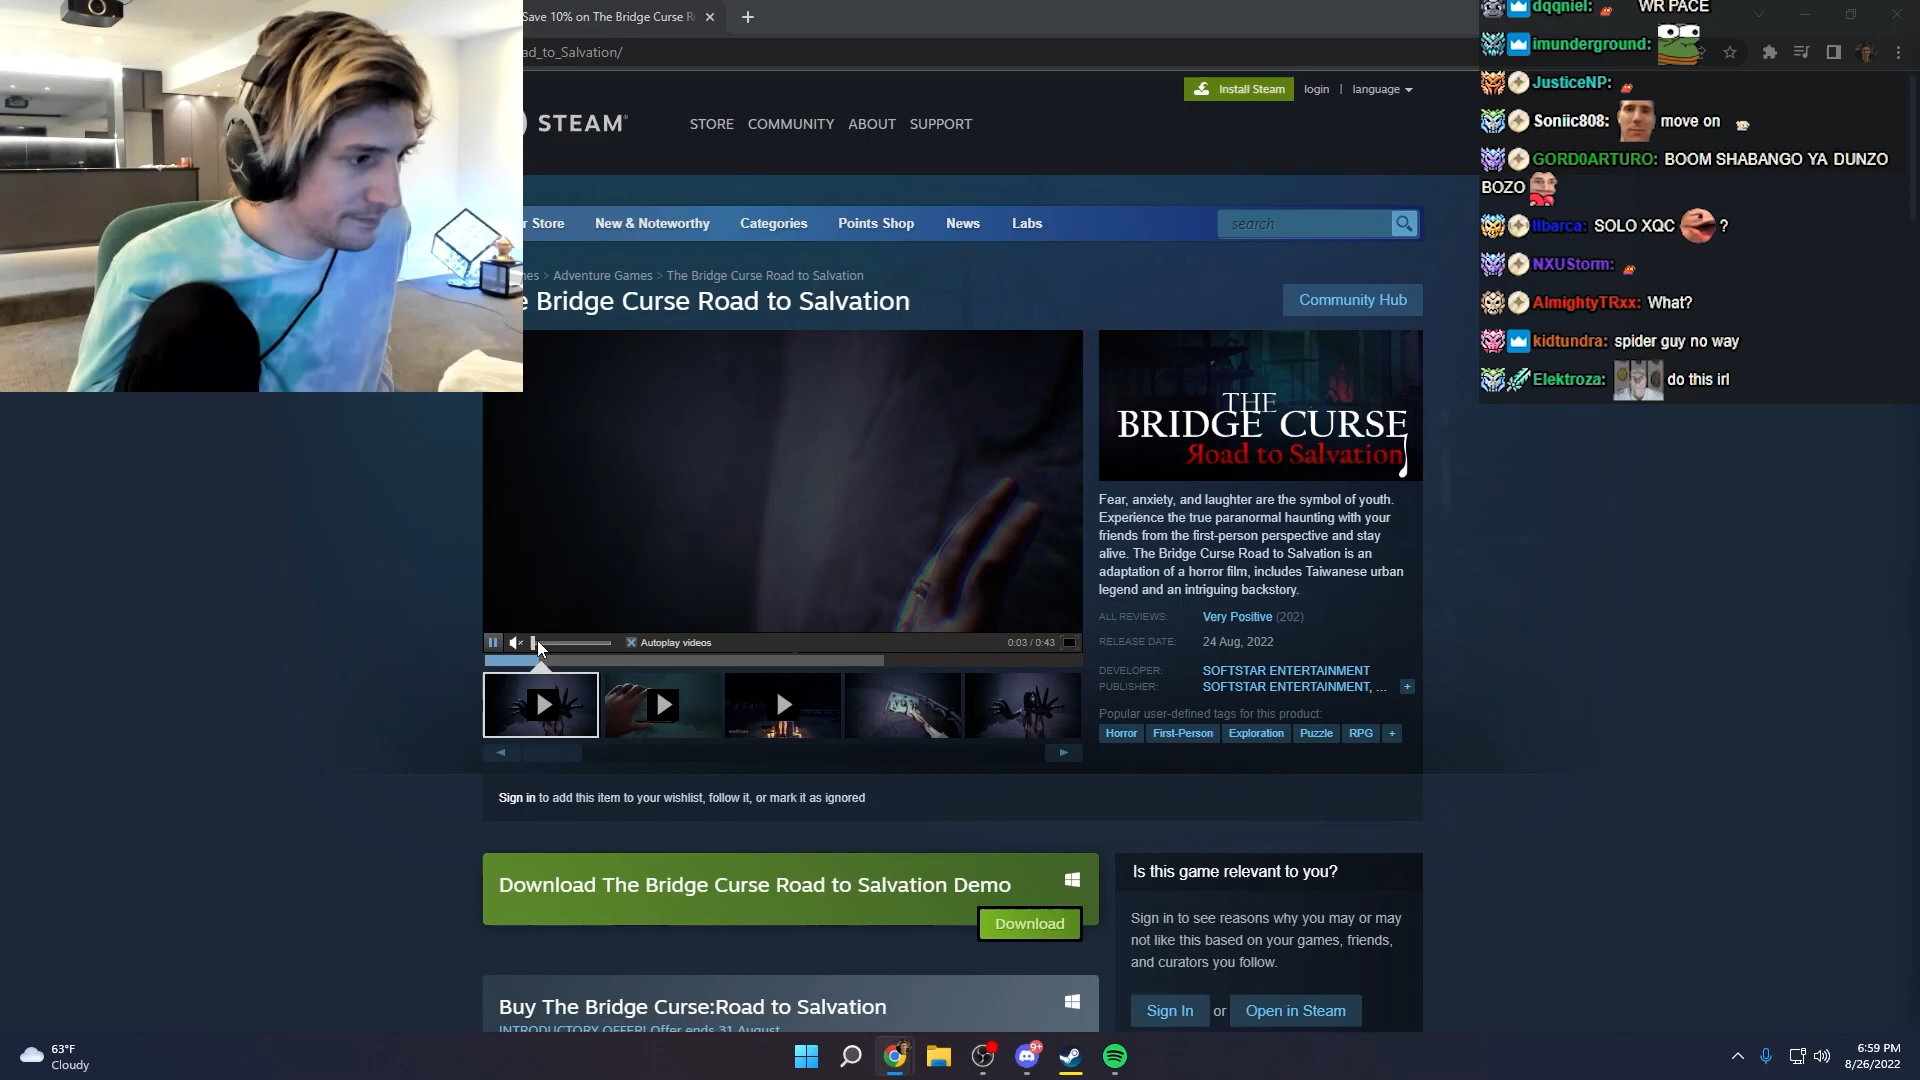 Save 10% on The Bridge Curse R
ad_to_Salvation/
Install Steam
login | language
STEAM
STORE COMMUNITY ABOUT SUPPORT
r Store New & Noteworthy Categories Points Shop News Labs
search
Adventure Games > The Bridge Curse Road to Salvation
e Bridge Curse Road to Salvation
Community Hub
THE
BRIDGE CURSE
Road to Salvation
Fear, anxiety, and laughter are the symbol of youth.
Experience the true paranormal haunting with your
friends from the first-person perspective and stay
alive. The Bridge Curse Road to Salvation is an
adaptation of a horror film, includes Taiwanese urban
legend and an intriguing backstory.
ALL REVIEWS: Very Positive (202)
RELEASE DATE: 24 Aug, 2022
DEVELOPER: SOFTSTAR ENTERTAINMENT
PUBLISHER: SOFTSTAR ENTERTAINMENT, ... +
Popular user-defined tags for this product:
Horror First-Person Exploration Puzzle RPG +
Autoplay videos
0:03 / 0:43
Sign in to add this item to your wishlist, follow it, or mark it as ignored
Download The Bridge Curse Road to Salvation Demo
Download
Buy The Bridge Curse:Road to Salvation
INTRODUCTORY OFFER! Offer ends 31 August
Is this game relevant to you?
Sign in to see reasons why you may or may
not like this based on your games, friends,
and curators you follow.
Sign In or Open in Steam
dqqniel: WR PACE
imunderground:
JusticeNP:
Soniic808: move on
GORD0ARTURO: BOOM SHABANGO YA DUNZO
BOZO
SOLO XQC ?
NXUStorm:
AlmightyTRxx: What?
kidtundra: spider guy no way
Elektroza: do this irl
63°F
Cloudy
9+
6:59 PM
8/26/2022